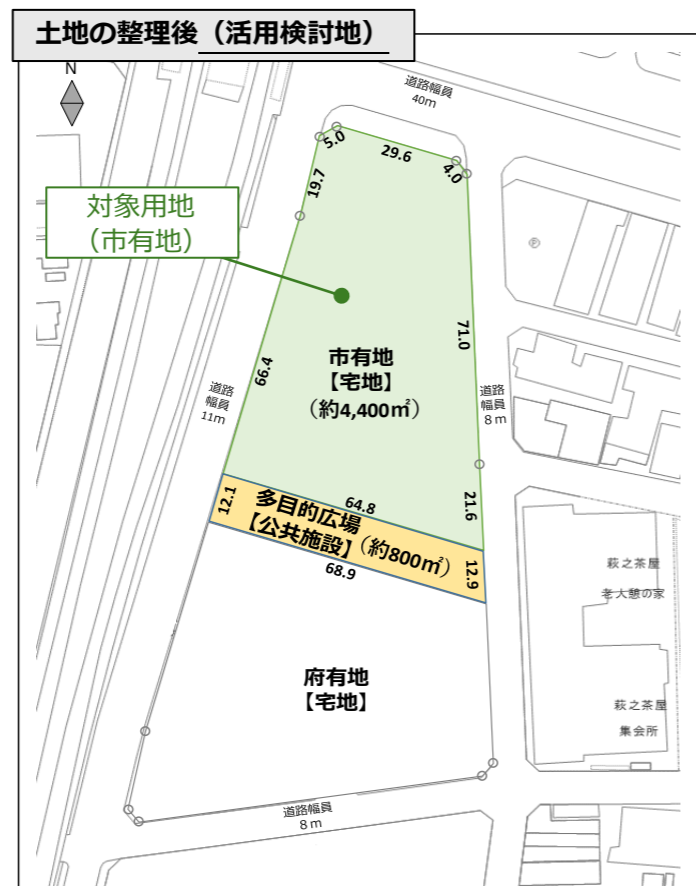 土地の整理後（活用検討地）
N
道路幅員
40m
5.0
29.6
4.0
19.7
対象用地
（市有地）
Ⓟ
71.0
市有地
【宅地】
（約4,400㎡）
66.4
道路
幅員
11m
道路
幅員
8ｍ
21.6
12.1
64.8
多目的広場
【公共施設】（約800㎡）
12.9
68.9
萩之茶屋
老人憩の家
府有地
【宅地】
萩之茶屋
集会所
道路幅員
8ｍ